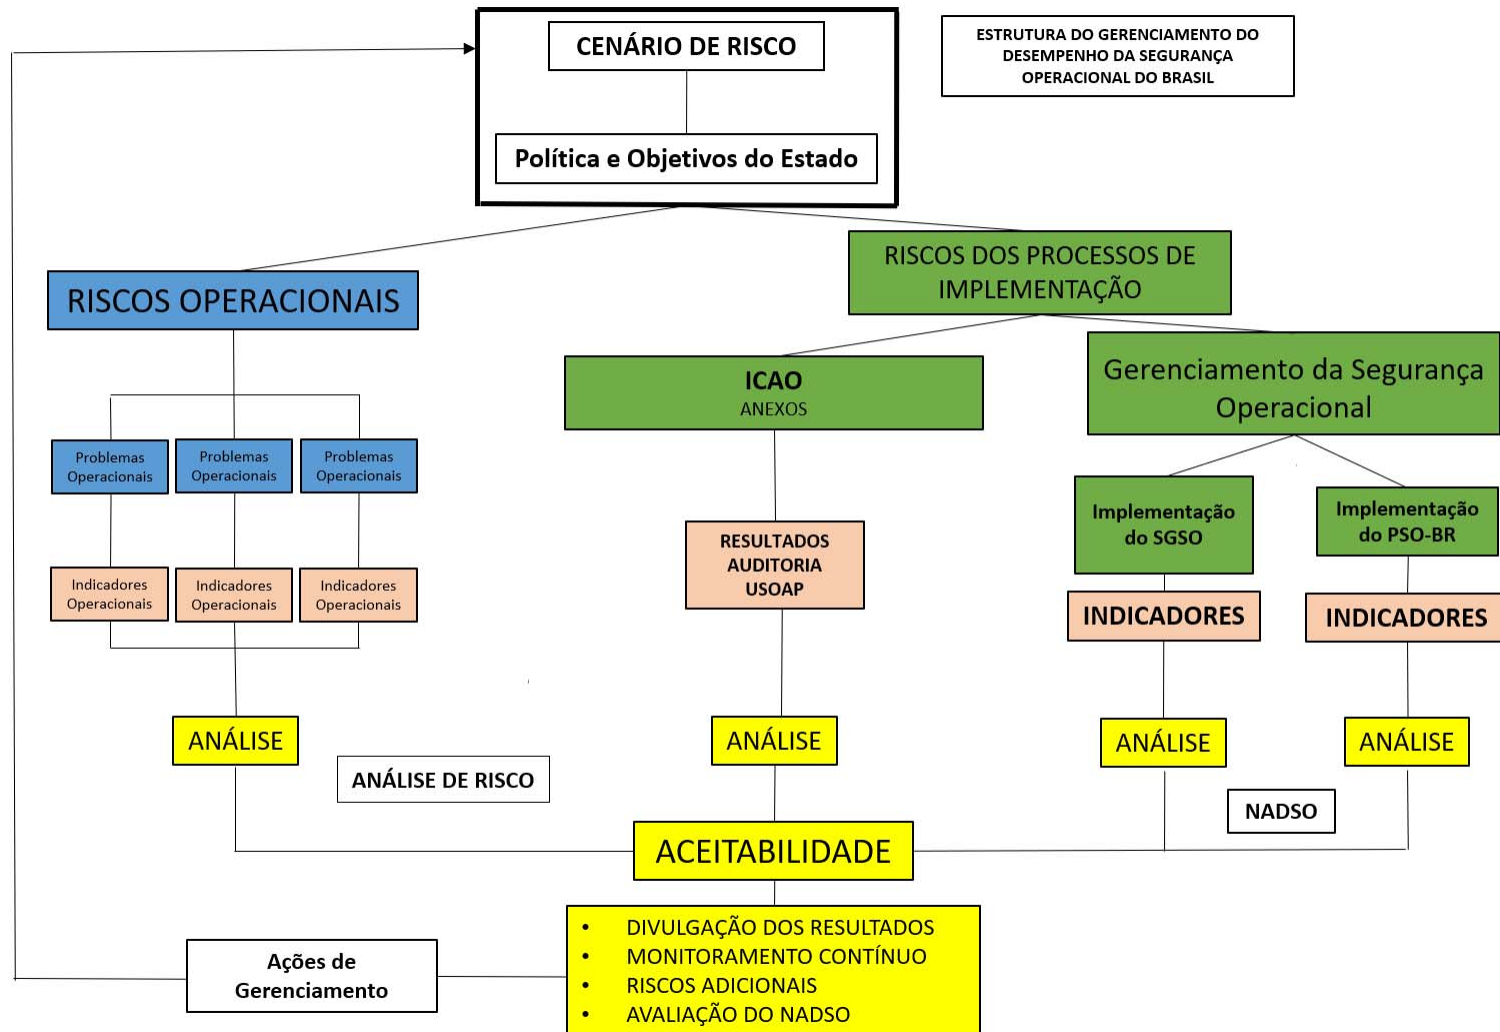 CENÁRIO DE RISCO
Política e Objetivos do Estado
ESTRUTURA DO GERENCIAMENTO DO
DESEMPENHO DA SEGURANÇA
OPERACIONAL DO BRASIL
RISCOS OPERACIONAIS
RISCOS DOS PROCESSOS DE
IMPLEMENTAÇÃO
ICAO
ANEXOS
Gerenciamento da Segurança
Operacional
Problemas
Operacionais
Problemas
Operacionais
Problemas
Operacionais
Implementação
do SGSO
Implementação
do PSO-BR
RESULTADOS
AUDITORIA
USOAP
Indicadores
Operacionais
Indicadores
Operacionais
Indicadores
Operacionais
INDICADORES
INDICADORES
ANÁLISE
ANÁLISE
ANÁLISE
ANÁLISE
ANÁLISE DE RISCO
NADSO
ACEITABILIDADE
• DIVULGAÇÃO DOS RESULTADOS
• MONITORAMENTO CONTÍNUO
• RISCOS ADICIONAIS
• AVALIAÇÃO DO NADSO
Ações de
Gerenciamento